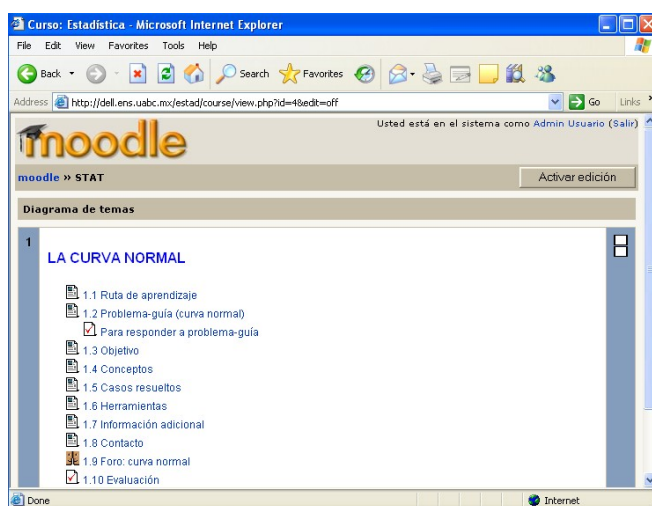 Curso: Estadística - Microsoft Internet Explorer
File Edit View Favorites Tools Help
Back Search Favorites
Address http://dell.ens.uabc.mx/estad/course/view.php?id=4&edit=off Go Links
moodle
Usted está en el sistema como Admin Usuario (Salir)
moodle » STAT
Activar edición
Diagrama de temas
1
LA CURVA NORMAL
1.1 Ruta de aprendizaje
1.2 Problema-guía (curva normal)
Para responder a problema-guía
1.3 Objetivo
1.4 Conceptos
1.5 Casos resueltos
1.6 Herramientas
1.7 Información adicional
1.8 Contacto
1.9 Foro: curva normal
1.10 Evaluación
Done Internet